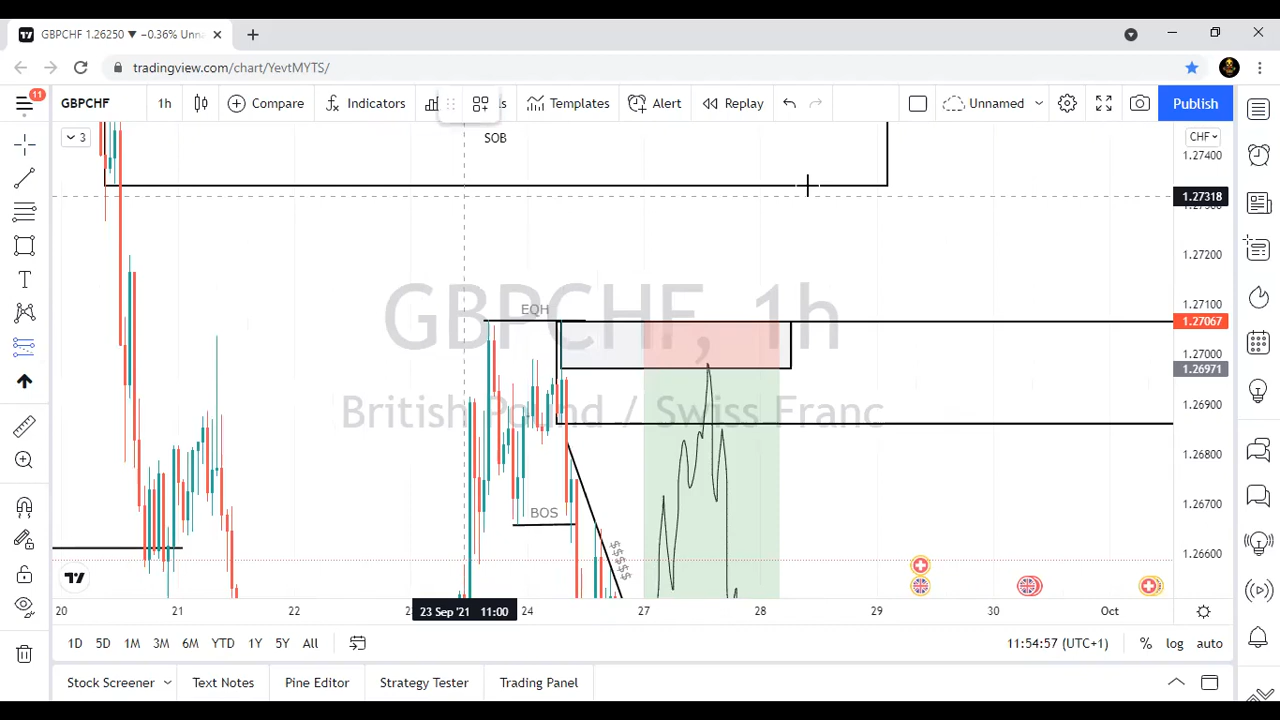 GBPCHF 1.26250 ▼ −0.36% Unna
tradingview.com/chart/YevtMYTS/
11
GBPCHF
1h
Compare
Indicators
Templates
Alert
Replay
Unnamed
Publish
3
SOB
CHF
1.27400
1.27318
1.27200
1.27100
1.27067
1.27000
1.26971
1.26900
1.26800
1.26700
1.26600
GBPCHF, 1h
British Pound / Swiss Franc
EQH
BOS
$$$$$
20 21 22 23 Sep '21 11:00 24 27 28 29 30 Oct
1D 5D 1M 3M 6M YTD 1Y 5Y All
11:54:57 (UTC+1) % log auto
Stock Screener Text Notes Pine Editor Strategy Tester Trading Panel